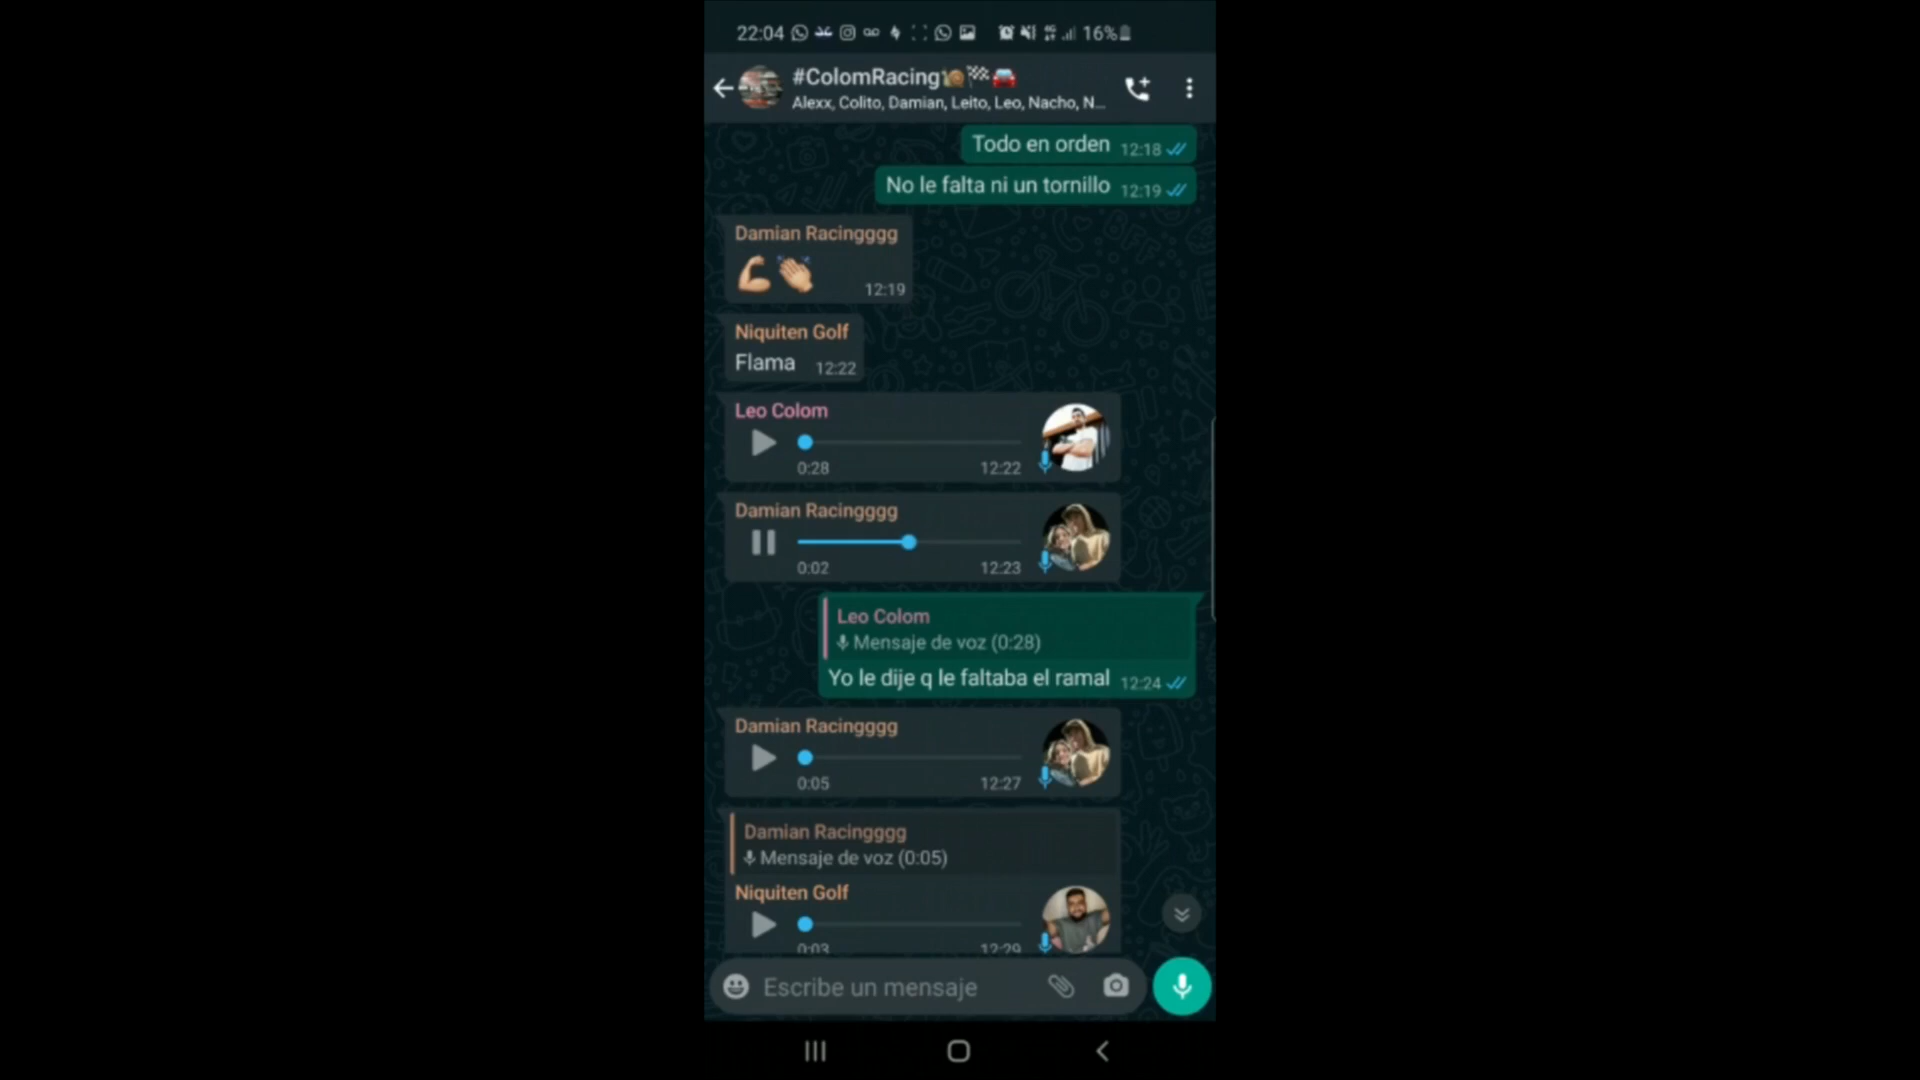 22:04 16%
#ColomRacing🐌🏁🚘
Alexx, Colito, Damian, Leito, Leo, Nacho, N...
Todo en orden 12:18
No le falta ni un tornillo 12:19
Damian Racingggg
💪🏼👏🏼
12:19
Niquiten Golf
Flama 12:22
Leo Colom
0:28 12:22
Damian Racingggg
0:02 12:23
Leo Colom
Mensaje de voz (0:28)
Yo le dije q le faltaba el ramal 12:24
Damian Racingggg
0:05 12:27
Damian Racingggg
Mensaje de voz (0:05)
Niquiten Golf
0:03 12:29
Escribe un mensaje